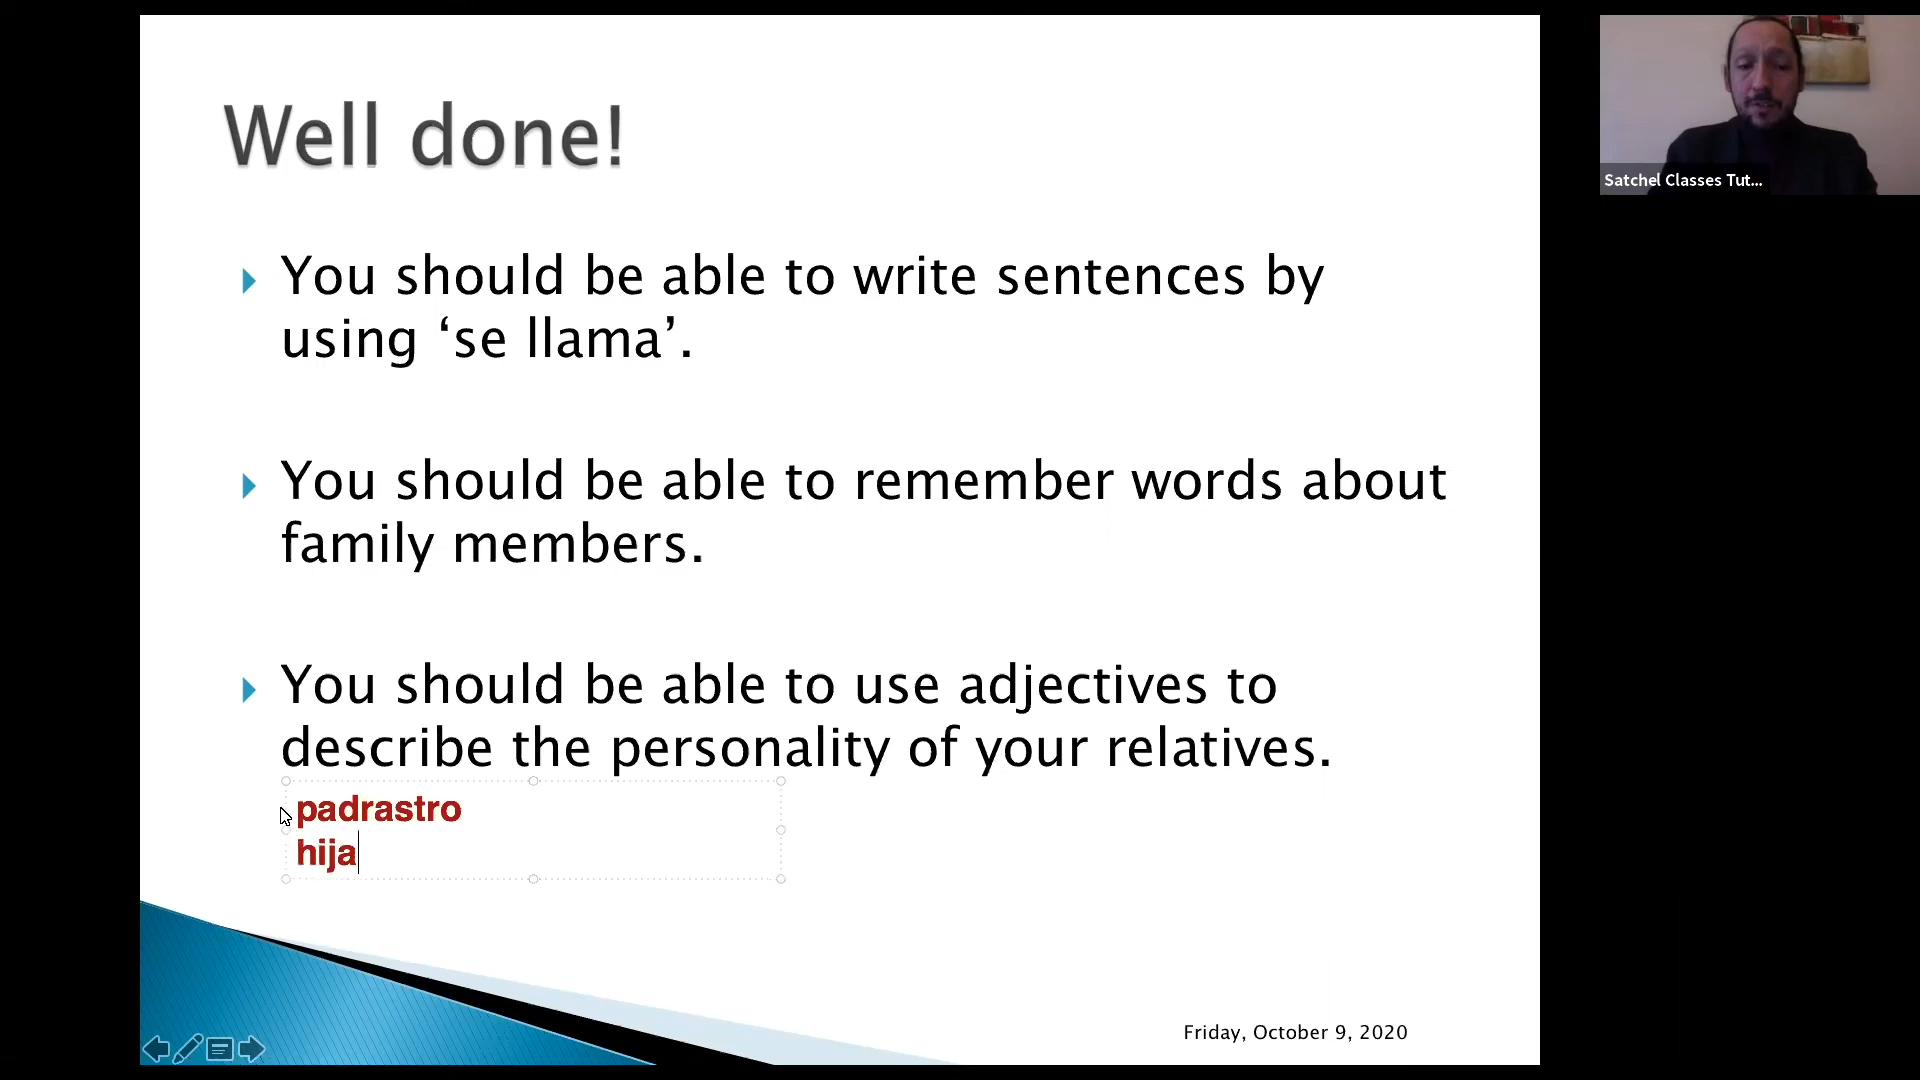 Well done!
You should be able to write sentences by
using ‘se llama’.
You should be able to remember words about
family members.
You should be able to use adjectives to
describe the personality of your relatives.
padrastro
hija
Friday, October 9, 2020
Satchel Classes Tut...